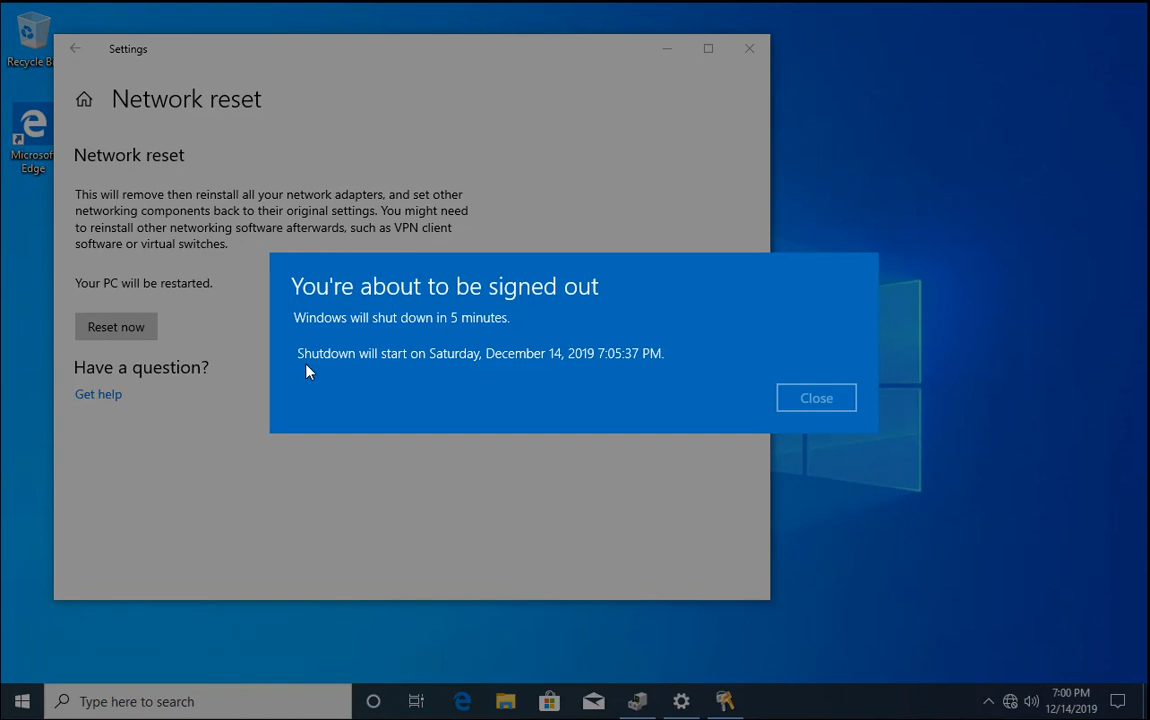 Recycle Bi
Microsof
Edge
Settings
Network reset
Network reset
This will remove then reinstall all your network adapters, and set other
networking components back to their original settings. You might need
to reinstall other networking software afterwards, such as VPN client
software or virtual switches.
Your PC will be restarted.
Reset now
Have a question?
Get help
You're about to be signed out
Windows will shut down in 5 minutes.
Shutdown will start on Saturday, December 14, 2019 7:05:37 PM.
Close
Type here to search
7:00 PM
12/14/2019